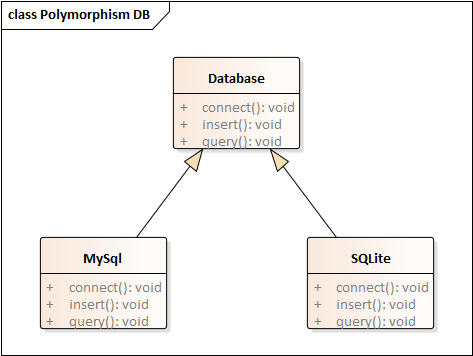 class Polymorphism DB
Database
+ connect(): void
+ insert(): void
+ query(): void
MySql
+ connect(): void
+ insert(): void
+ query(): void
SQLite
+ connect(): void
+ insert(): void
+ query(): void